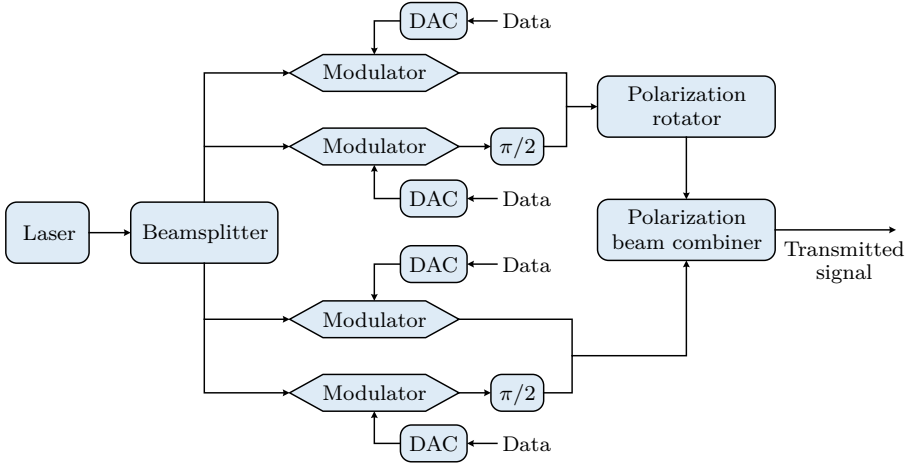 DAC
Data
Modulator
Polarization
rotator
Modulator
π/2
DAC
Data
Laser
Beamsplitter
Polarization
beam combiner
Transmitted
signal
DAC
Data
Modulator
Modulator
π/2
DAC
Data